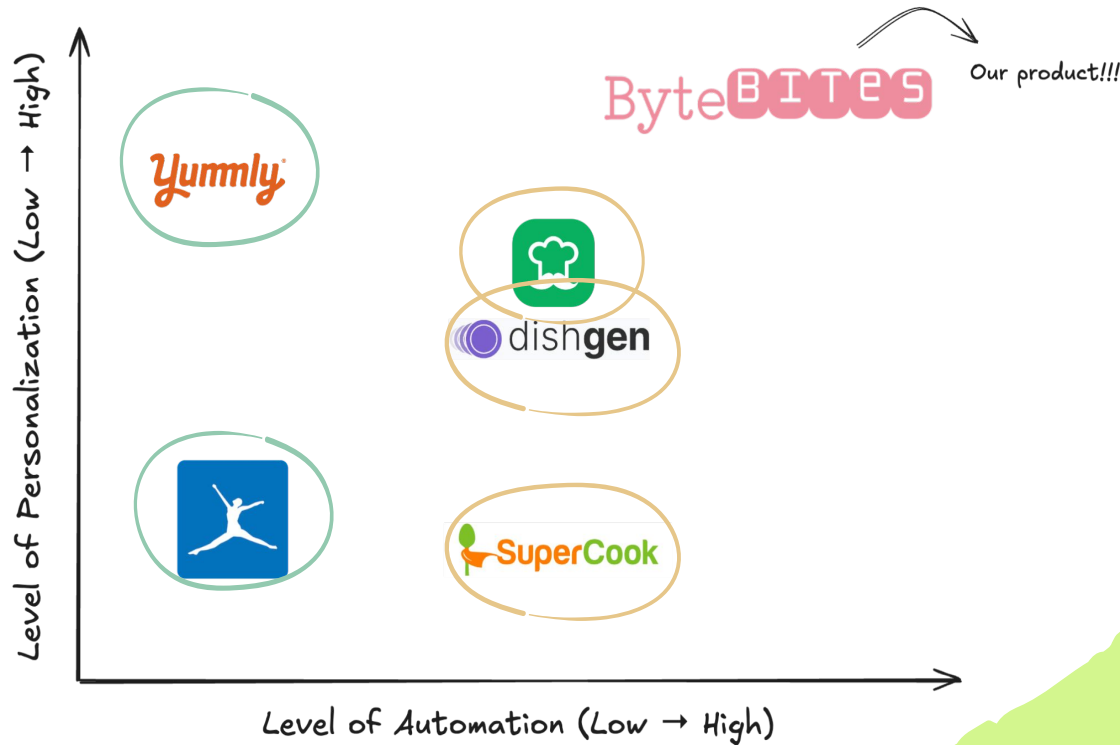 Level of Personalization (Low → High)
ByteBITeS
Our product!!!
Yummly®
dishgen
SuperCook
Level of Automation (Low → High)